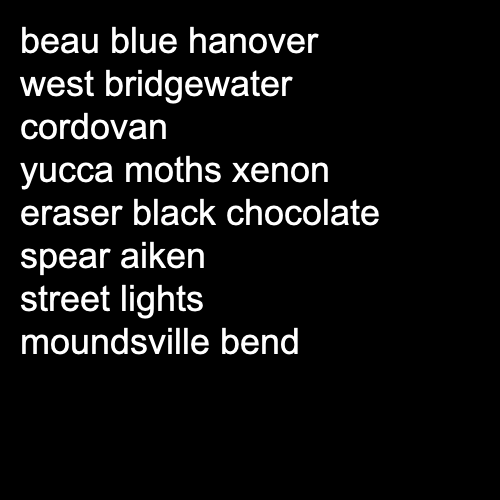 beau blue hanover
west bridgewater
cordovan
yucca moths xenon
eraser black chocolate
spear aiken
street lights
moundsville bend